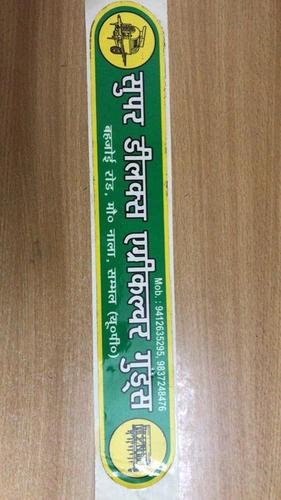 सुपर डीलक्स एग्रीकल्चर गुड्स
Mob.: 9412635295, 9837248476
बहजोई रोड, मौ० नाला, सम्भल (यू०पी०)